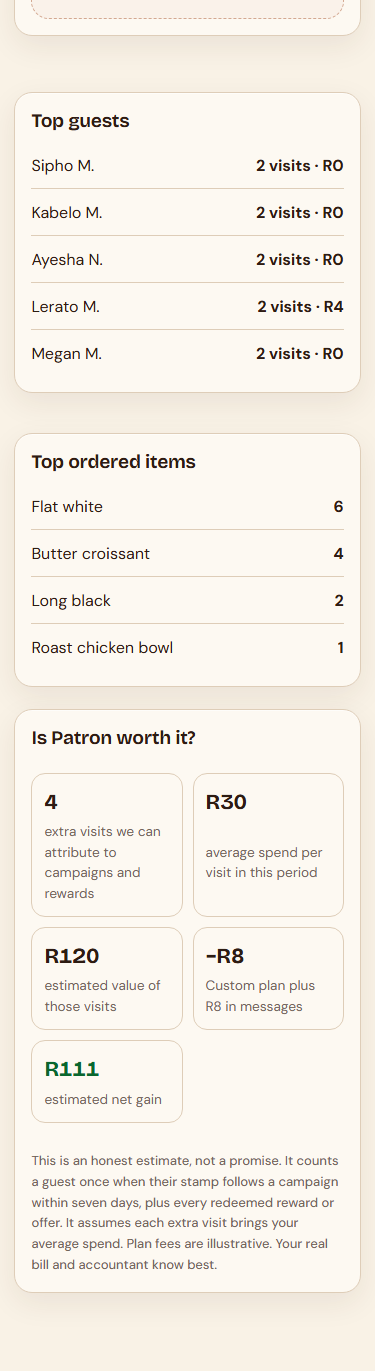 Top guests
Sipho M. 2 visits · R0
Kabelo M. 2 visits · R0
Ayesha N. 2 visits · R0
Lerato M. 2 visits · R4
Megan M. 2 visits · R0
Top ordered items
Flat white 6
Butter croissant 4
Long black 2
Roast chicken bowl 1
Is Patron worth it?
4
extra visits we can
attribute to
campaigns and
rewards
R30
average spend per
visit in this period
R120
estimated value of
those visits
−R8
Custom plan plus
R8 in messages
R111
estimated net gain
This is an honest estimate, not a promise. It counts
a guest once when their stamp follows a campaign
within seven days, plus every redeemed reward or
offer. It assumes each extra visit brings your
average spend. Plan fees are illustrative. Your real
bill and accountant know best.